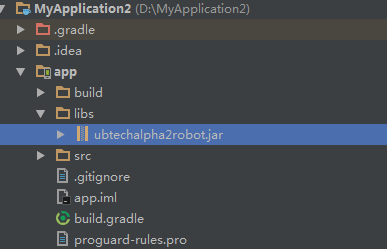 MyApplication2 (D:\MyApplication2)
.gradle
.idea
app
build
libs
ubtechalpha2robot.jar
src
.gitignore
app.iml
build.gradle
proguard-rules.pro